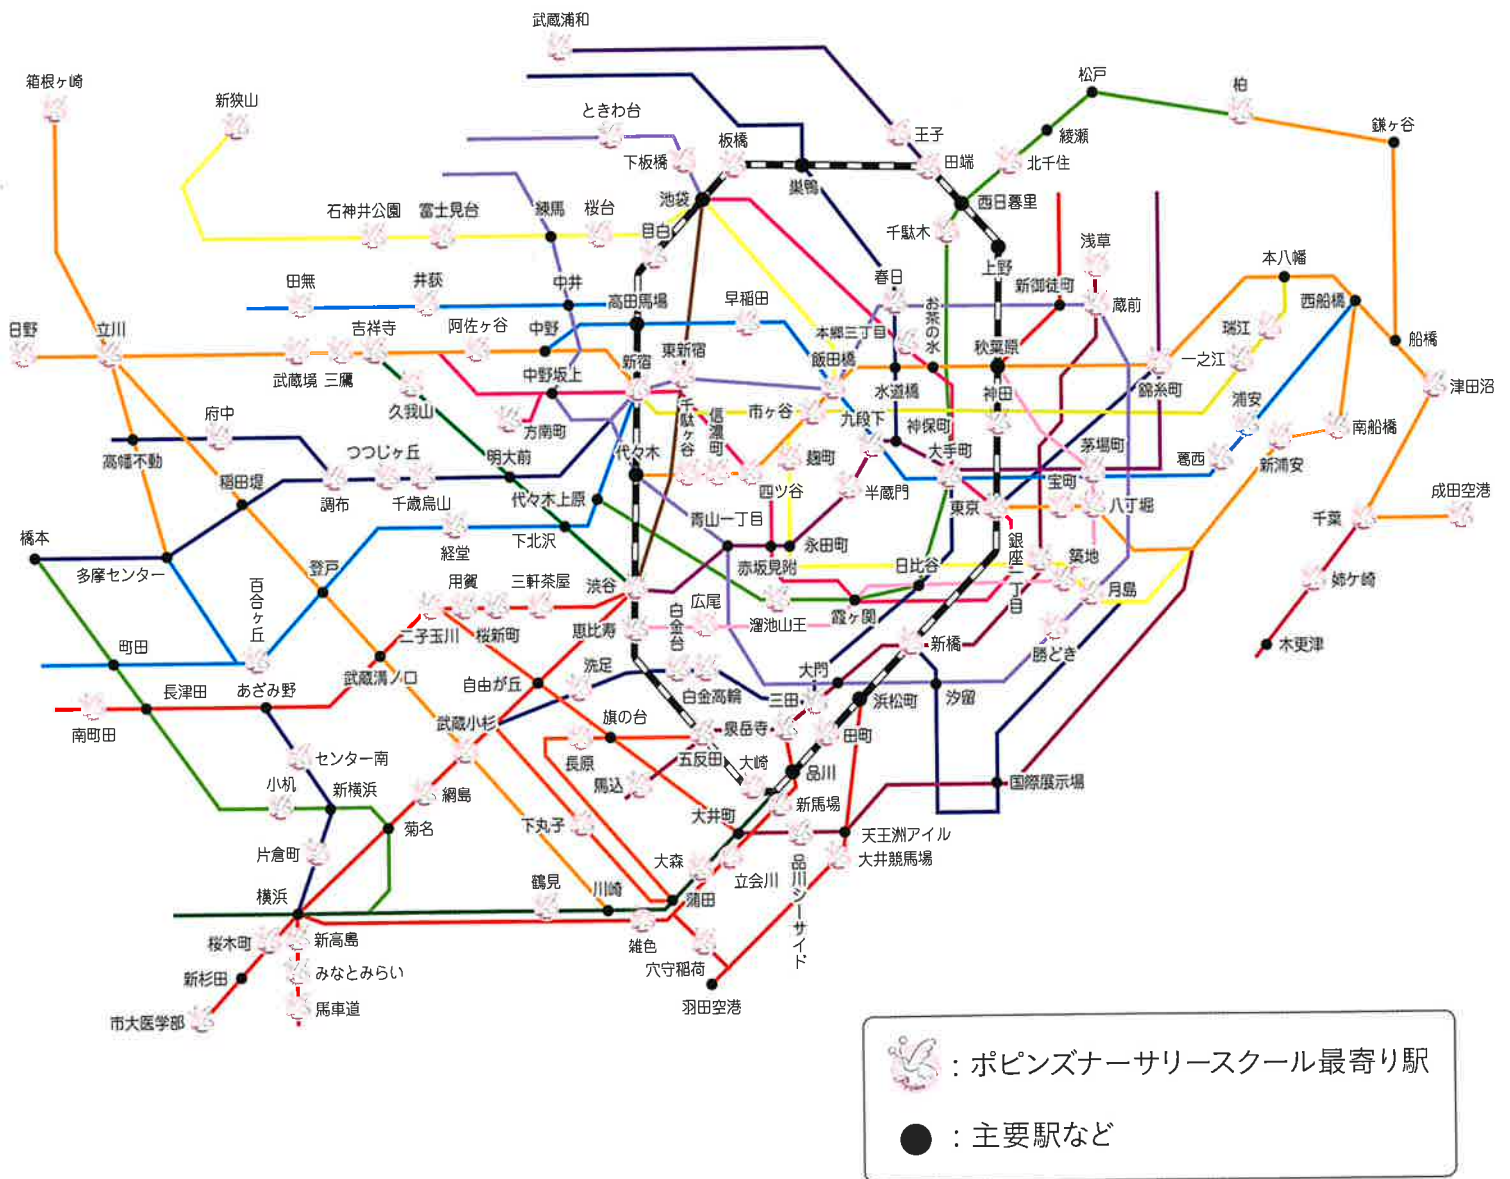 武蔵浦和
箱根ヶ崎
新狭山
ときわ台
松戸
柏
板橋
王子
綾瀬
鎌ヶ谷
下板橋
田端
北千住
巣鴨
池袋
西日暮里
石神井公園
富士見台
練馬
桜台
目白
千駄木
浅草
上野
本八幡
田無
井荻
中井
春日
新御徒町
高田馬場
早稲田
お茶の水
蔵前
西船橋
日野
立川
吉祥寺
阿佐ヶ谷
中野
本郷三丁目
瑞江
東新宿
飯田橋
秋葉原
一之江
船橋
新宿
武蔵境
三鷹
中野坂上
水道橋
神田
錦糸町
津田沼
久我山
千駄ヶ谷
信濃町
市ヶ谷
九段下
浦安
府中
方南町
神保町
南船橋
大手町
茅場町
高幡不動
つつじヶ丘
明大前
代々木
麹町
葛西
新浦安
稲田堤
調布
千歳烏山
代々木上原
四ツ谷
半蔵門
宝町
成田空港
東京
八丁堀
千葉
青山一丁目
橋本
経堂
下北沢
永田町
銀座一丁目
築地
多摩センター
登戸
赤坂見附
日比谷
百合ヶ丘
用賀
三軒茶屋
渋谷
月島
姉ケ崎
広尾
白金台
溜池山王
霞ヶ関
二子玉川
桜新町
恵比寿
新橋
勝どき
木更津
町田
武蔵溝ノ口
洗足
大門
長津田
あざみ野
自由が丘
白金高輪
三田
浜松町
汐留
南町田
武蔵小杉
旗の台
泉岳寺
田町
センター南
長原
五反田
大崎
品川
小机
新横浜
綱島
馬込
国際展示場
新馬場
菊名
下丸子
大井町
天王洲アイル
片倉町
大森
立会川
品川シーサイド
大井競馬場
横浜
鶴見
川崎
蒲田
桜木町
新高島
雑色
みなとみらい
穴守稲荷
新杉田
羽田空港
市大医学部
馬車道
：ポピンズナーサリースクール最寄り駅
：主要駅など